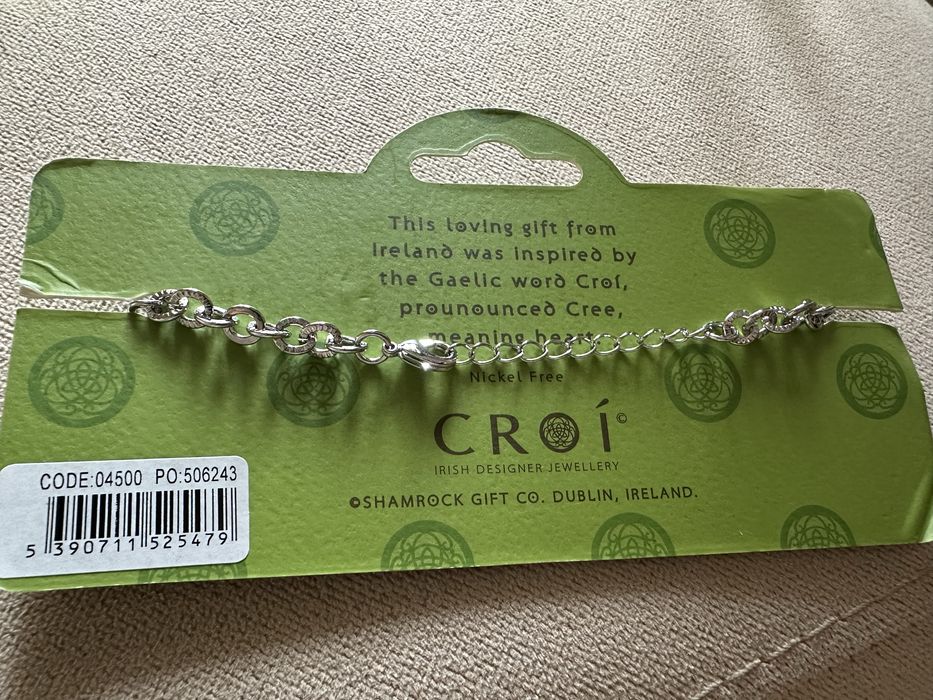 This loving gift from
Ireland was inspired by
the Gaelic word Croí,
prounounced Cree,
meaning heart
Nickel Free
CROÍ©
IRISH DESIGNER JEWELLERY
©SHAMROCK GIFT CO. DUBLIN, IRELAND.
CODE:04500 PO:506243
5 390711 525479